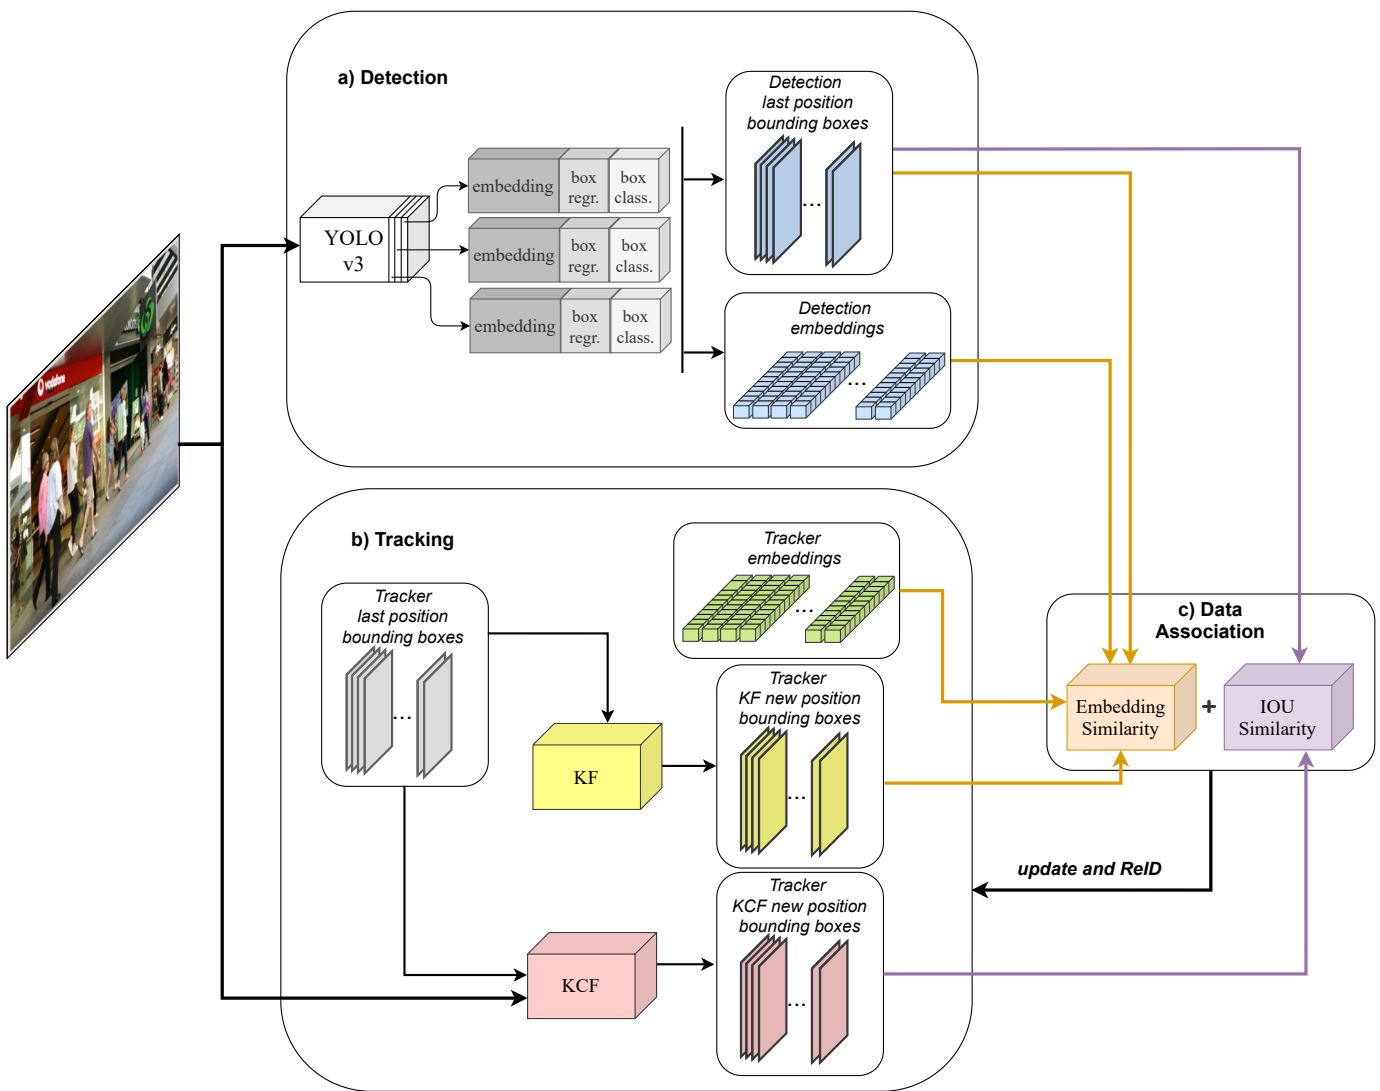 a) Detection
Detection
last position
bounding boxes
...
YOLO
v3
embedding
box
regr.
box
class.
embedding
box
regr.
box
class.
embedding
box
regr.
box
class.
Detection
embeddings
...
vodafone
b) Tracking
Tracker
embeddings
...
Tracker
last position
bounding boxes
...
KF
Tracker
KF new position
bounding boxes
...
KCF
Tracker
KCF new position
bounding boxes
...
c) Data
Association
Embedding
Similarity
+
IOU
Similarity
update and ReID